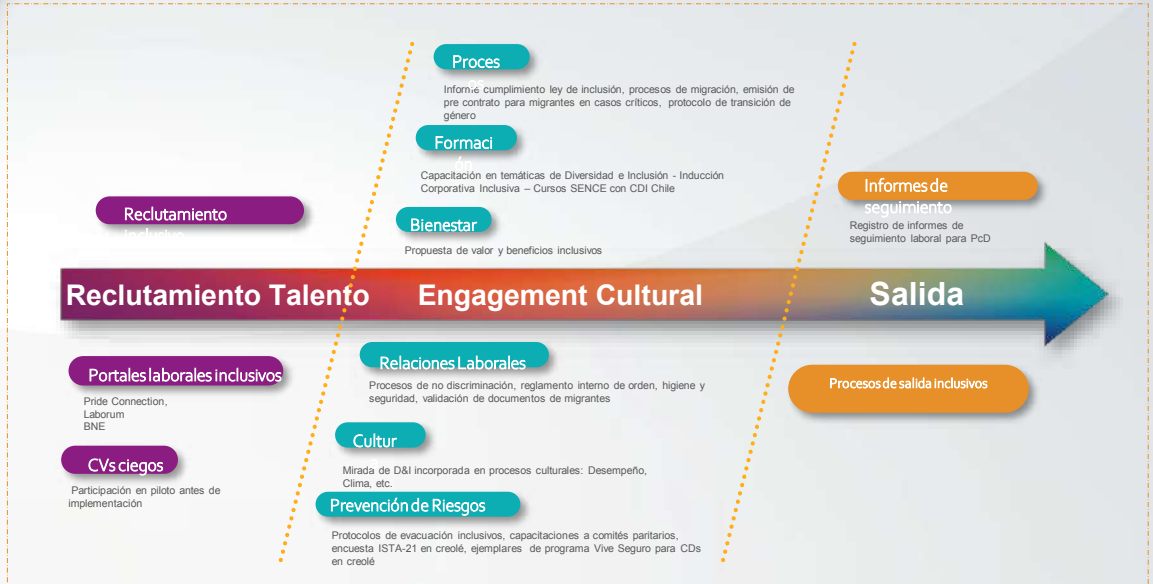 Reclutamiento
inclusivo
Portales laborales inclusivos
Pride Connection,
Laborum
BNE
CVs ciegos
Participación en piloto antes de
implementación
Reclutamiento Talento
Engagement Cultural
Salida
Proces
os
Informe cumplimiento ley de inclusión, procesos de migración, emisión de
pre contrato para migrantes en casos críticos, protocolo de transición de
género
Formaci
ón
Capacitación en temáticas de Diversidad e Inclusión - Inducción
Corporativa Inclusiva – Cursos SENCE con CDI Chile
Bienestar
Propuesta de valor y beneficios inclusivos
Relaciones Laborales
Procesos de no discriminación, reglamento interno de orden, higiene y
seguridad, validación de documentos de migrantes
Cultur
Mirada de D&I incorporada en procesos culturales: Desempeño,
Clima, etc.
Prevención de Riesgos
Protocolos de evacuación inclusivos, capacitaciones a comités paritarios,
encuesta ISTA-21 en creolé, ejemplares de programa Vive Seguro para CDs
en creolé
Informes de
seguimiento
Registro de informes de
seguimiento laboral para PcD
Procesos de salida inclusivos